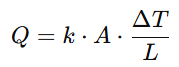 Q = k · A · ΔT / L